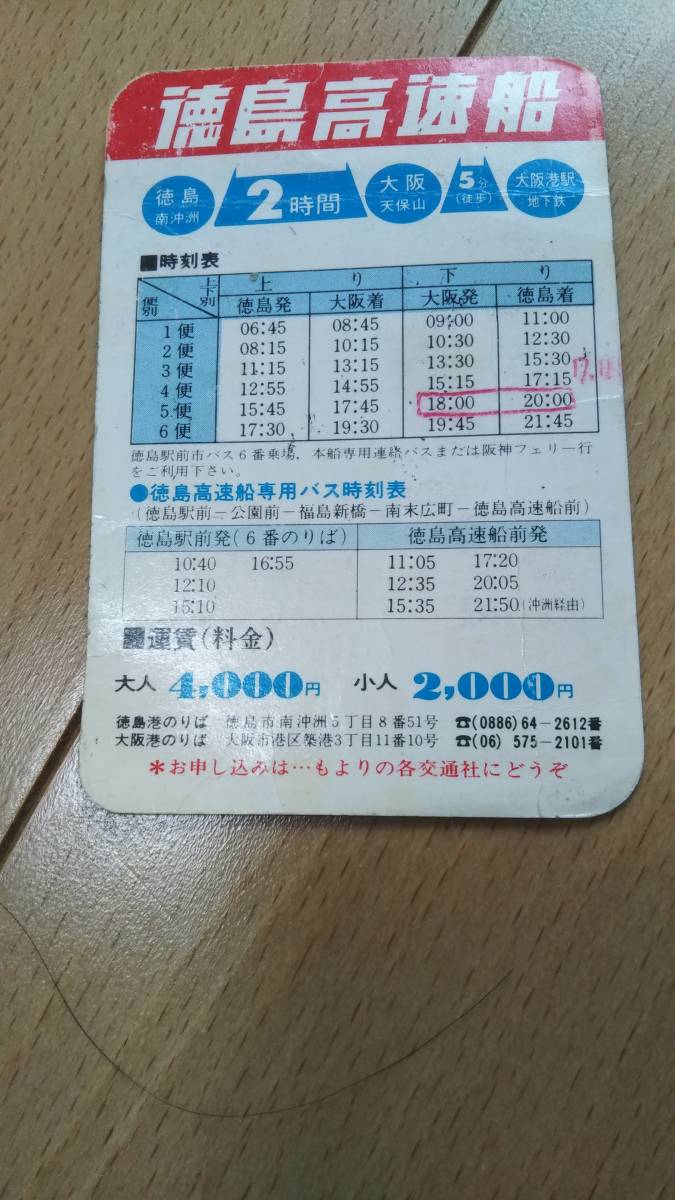 徳島高速船
徳島 南沖洲 2時間 大阪 天保山 5分(徒歩) 大阪港駅 地下鉄
■時刻表
便別 上下別 上り 下り
徳島発 大阪着 大阪発 徳島着
1便 06:45 08:45 09:00 11:00
2便 08:15 10:15 10:30 12:30
3便 11:15 13:15 13:30 15:30
4便 12:55 14:55 15:15 17:15
5便 15:45 17:45 18:00 20:00
6便 17:30 19:30 19:45 21:45
徳島駅前市バス6番乗場、本船専用連絡バスまたは阪神フェリー行
をご利用下さい。
●徳島高速船専用バス時刻表
(徳島駅前－公園前－福島新橋－南末広町－徳島高速船前)
徳島駅前発(6番のりば) 徳島高速船前発
10:40 16:55 11:05 17:20
12:10 12:35 20:05
15:10 15:35 21:50(沖洲経由)
■運賃(料金)
大人 4,000円 小人 2,000円
徳島港のりば 徳島市南沖洲5丁目8番51号 ☎(0886)64－2612番
大阪港のりば 大阪市港区築港3丁目11番10号 ☎(06) 575－2101番
＊お申し込みは…もよりの各交通社にどうぞ